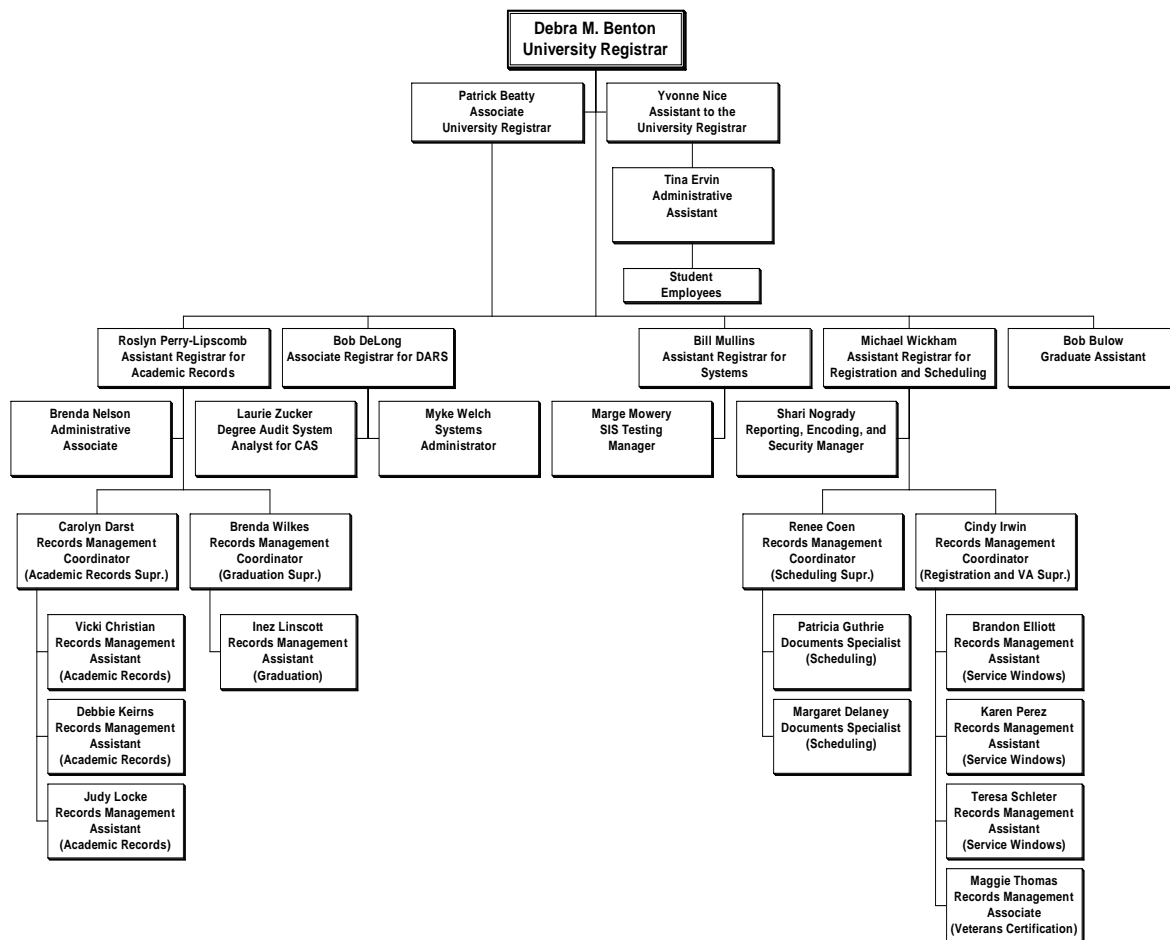 Debra M. Benton
University Registrar
Patrick Beatty
Associate
University Registrar
Yvonne Nice
Assistant to the
University Registrar
Tina Ervin
Administrative
Assistant
Student
Employees
Roslyn Perry-Lipscomb
Assistant Registrar for
Academic Records
Bob DeLong
Associate Registrar for DARS
Bill Mullins
Assistant Registrar for
Systems
Michael Wickham
Assistant Registrar for
Registration and Scheduling
Bob Bulow
Graduate Assistant
Brenda Nelson
Administrative
Associate
Laurie Zucker
Degree Audit System
Analyst for CAS
Myke Welch
Systems
Administrator
Marge Mowery
SIS Testing
Manager
Shari Nogrady
Reporting, Encoding, and
Security Manager
Carolyn Darst
Records Management
Coordinator
(Academic Records Supr.)
Brenda Wilkes
Records Management
Coordinator
(Graduation Supr.)
Renee Coen
Records Management
Coordinator
(Scheduling Supr.)
Cindy Irwin
Records Management
Coordinator
(Registration and VA Supr.)
Vicki Christian
Records Management
Assistant
(Academic Records)
Inez Linscott
Records Management
Assistant
(Graduation)
Patricia Guthrie
Documents Specialist
(Scheduling)
Brandon Elliott
Records Management
Assistant
(Service Windows)
Debbie Keirns
Records Management
Assistant
(Academic Records)
Margaret Delaney
Documents Specialist
(Scheduling)
Karen Perez
Records Management
Assistant
(Service Windows)
Judy Locke
Records Management
Assistant
(Academic Records)
Teresa Schleter
Records Management
Assistant
(Service Windows)
Maggie Thomas
Records Management
Associate
(Veterans Certification)